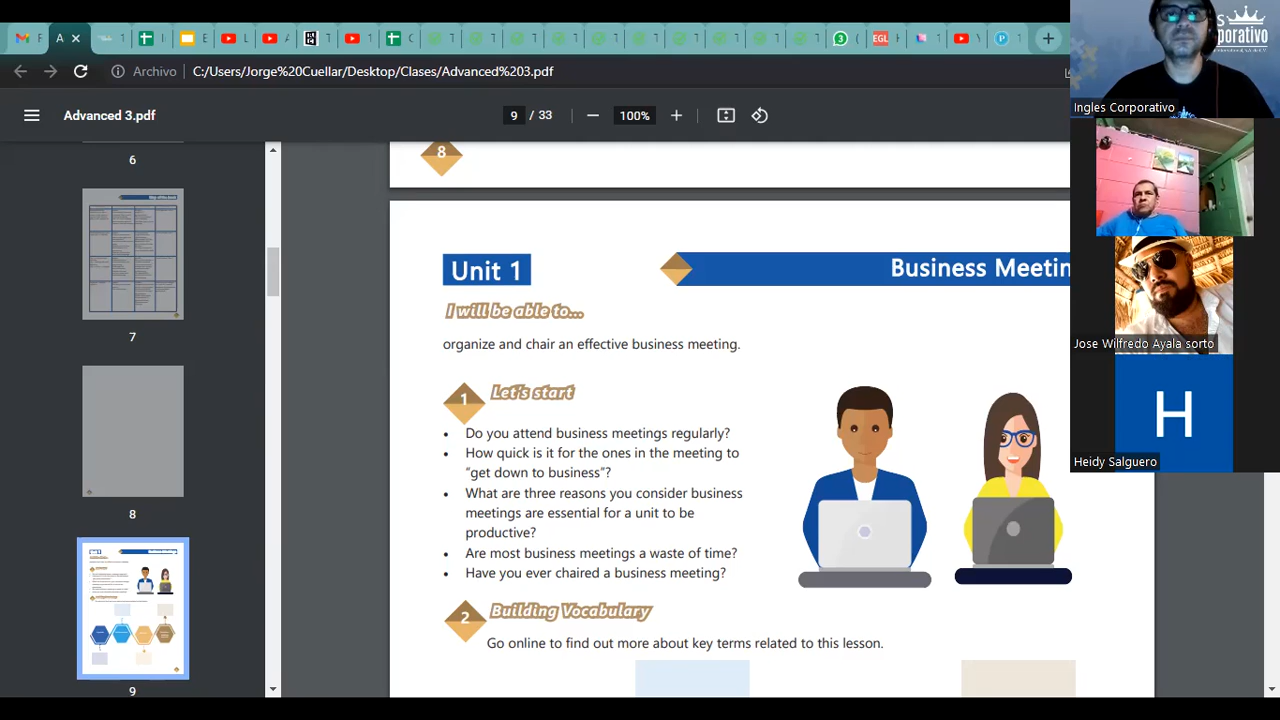 A
EGL
3
Archivo
C:/Users/Jorge%20Cuellar/Desktop/Clases/Advanced%203.pdf
Advanced 3.pdf
9 / 33
100%
6
7
8
9
8
Unit 1
Business Meetin
I will be able to...
organize and chair an effective business meeting.
1
Let's start
• Do you attend business meetings regularly?
• How quick is it for the ones in the meeting to
"get down to business"?
• What are three reasons you consider business
meetings are essential for a unit to be
productive?
• Are most business meetings a waste of time?
• Have you ever chaired a business meeting?
2
Building Vocabulary
Go online to find out more about key terms related to this lesson.
S
porativo
Ingles Corporativo
Jose Wilfredo Ayala sorto
H
Heidy Salguero